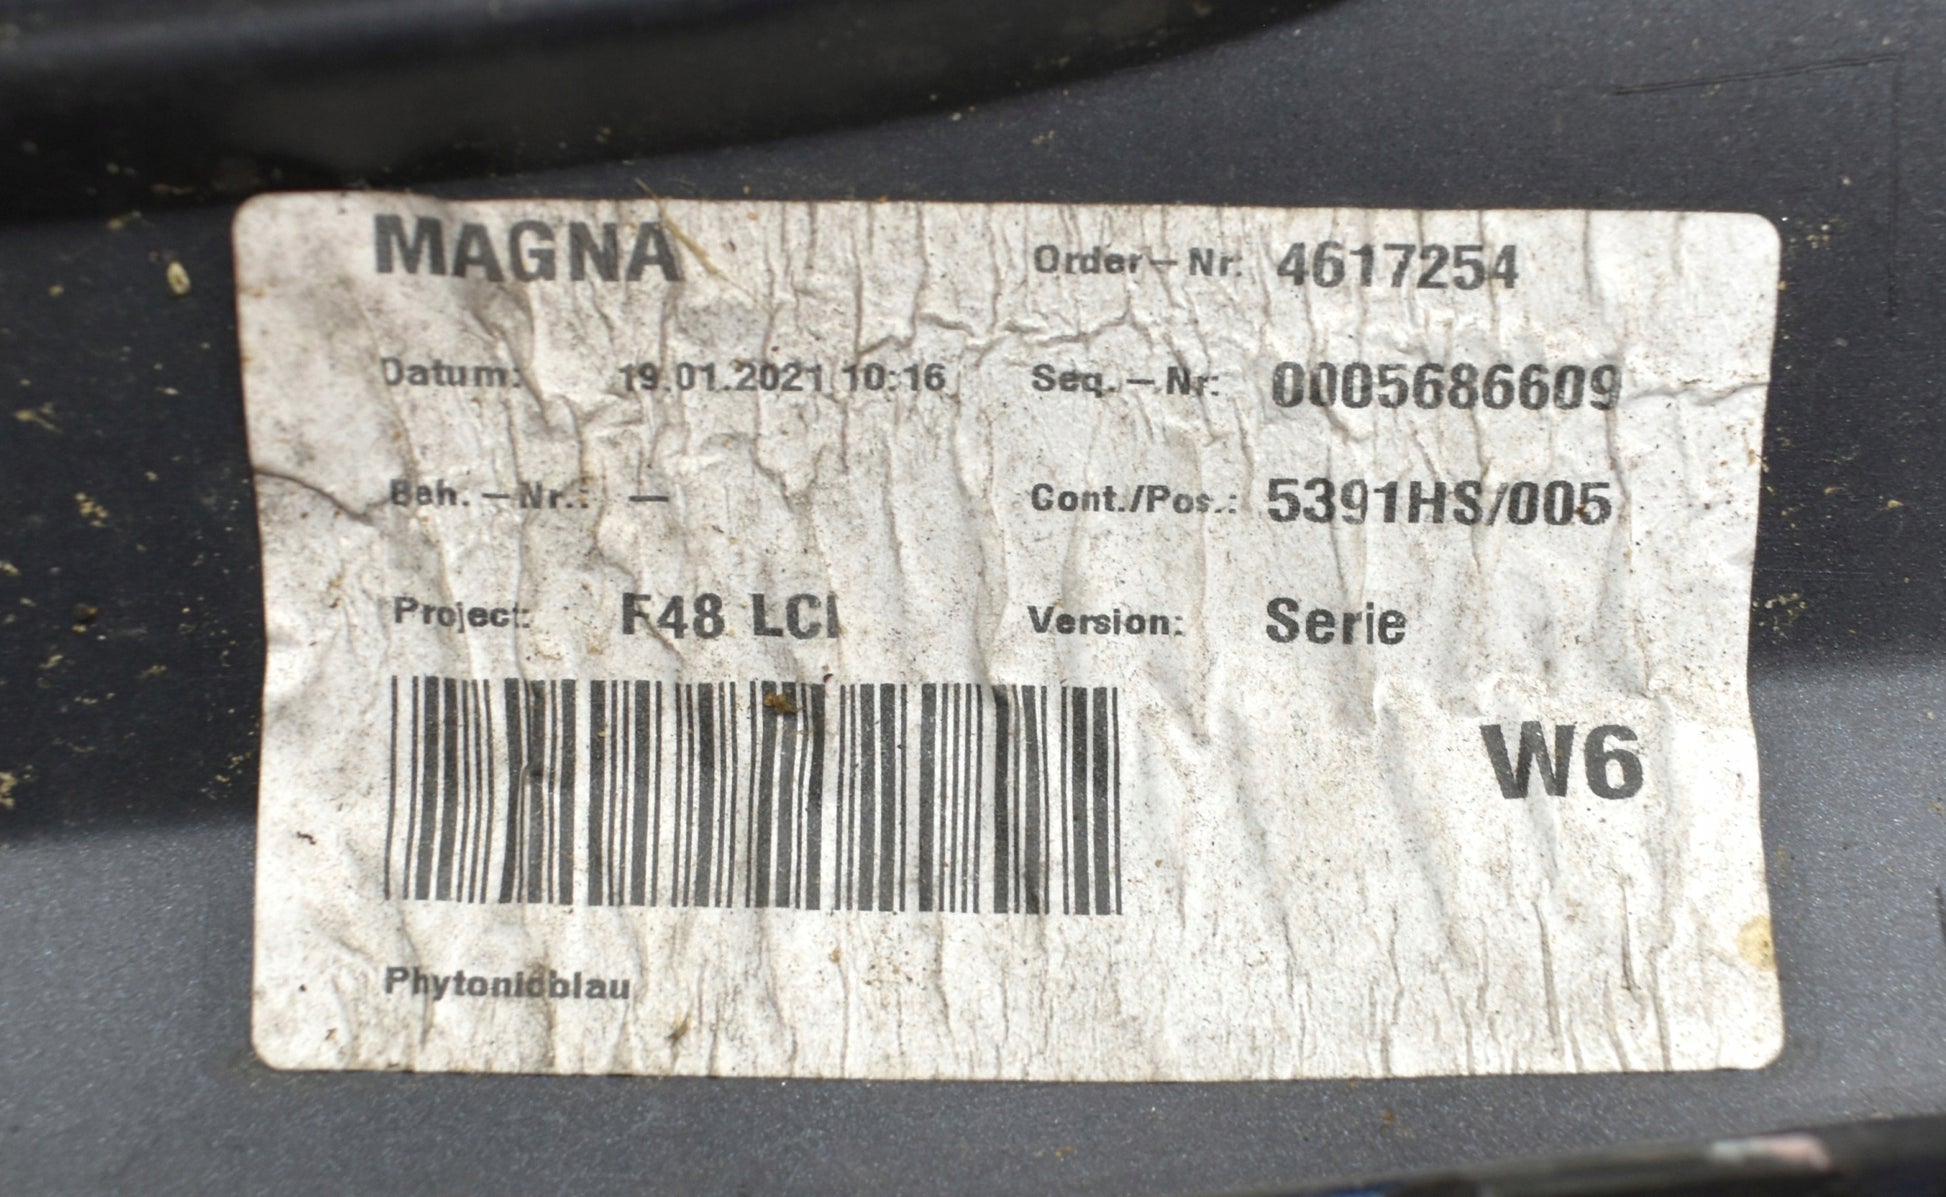 MAGNA Order-Nr: 4617254
Datum: 19.01.2021 10:16 Seq.-Nr: 0005686609
Beh.-Nr.: - Cont./Pos.: 5391HS/005
Project: F48 LCI Version: Serie
W6
Phytonicblau